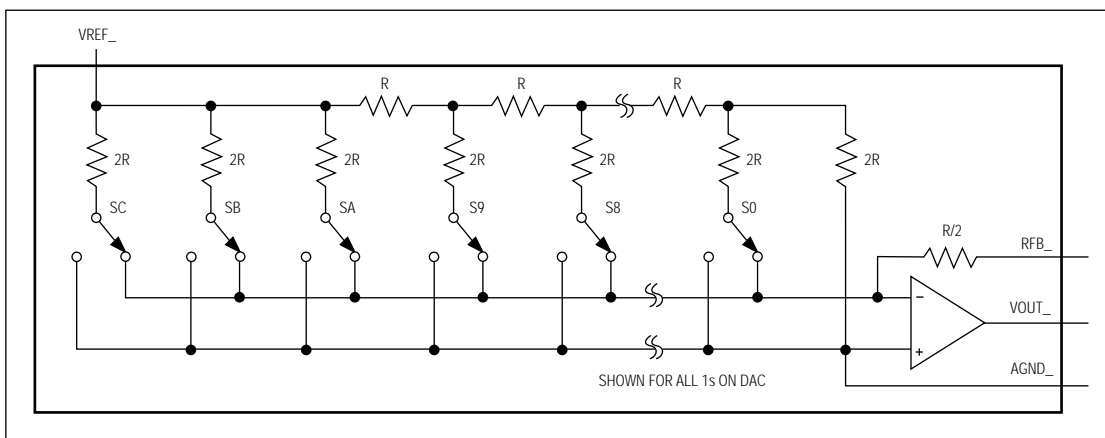 VREF_
R R R
2R 2R 2R 2R 2R 2R 2R
SC SB SA S9 S8 S0
R/2
RFB_
−
VOUT_
+
AGND_
SHOWN FOR ALL 1s ON DAC